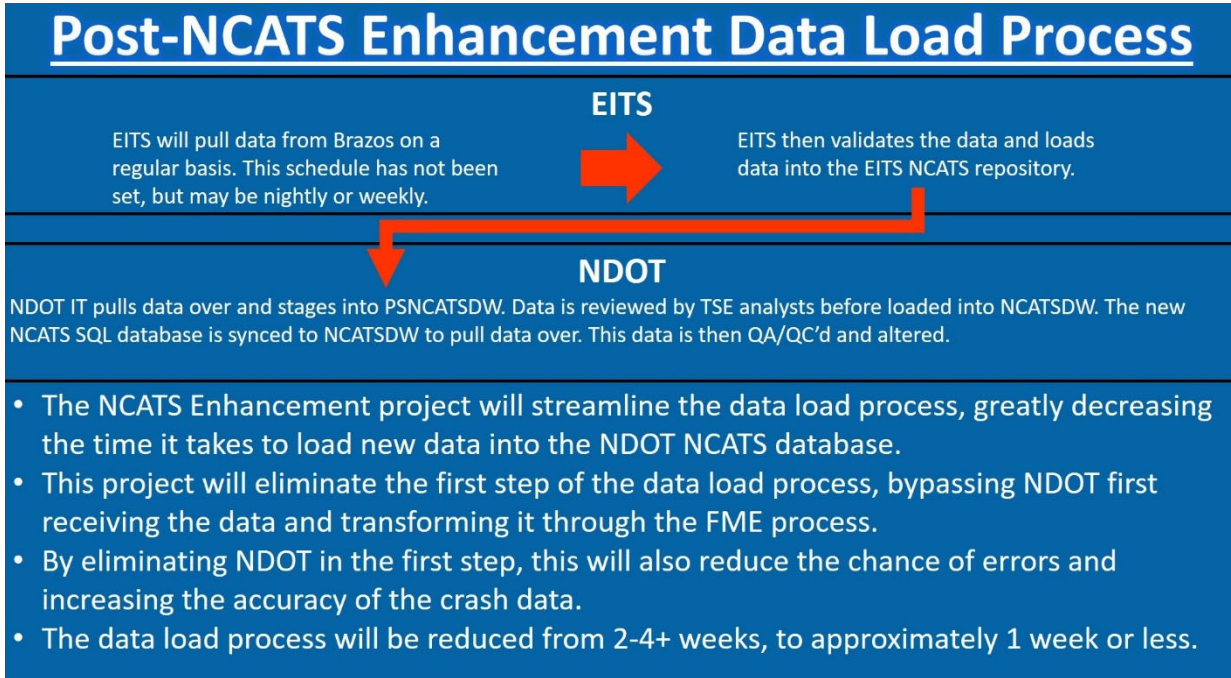 Post-NCATS Enhancement Data Load Process
EITS
EITS will pull data from Brazos on a
regular basis. This schedule has not been
set, but may be nightly or weekly.
EITS then validates the data and loads
data into the EITS NCATS repository.
NDOT
NDOT IT pulls data over and stages into PSNCATSDW. Data is reviewed by TSE analysts before loaded into NCATSDW. The new
NCATS SQL database is synced to NCATSDW to pull data over. This data is then QA/QC’d and altered.
• The NCATS Enhancement project will streamline the data load process, greatly decreasing
the time it takes to load new data into the NDOT NCATS database.
• This project will eliminate the first step of the data load process, bypassing NDOT first
receiving the data and transforming it through the FME process.
• By eliminating NDOT in the first step, this will also reduce the chance of errors and
increasing the accuracy of the crash data.
• The data load process will be reduced from 2-4+ weeks, to approximately 1 week or less.